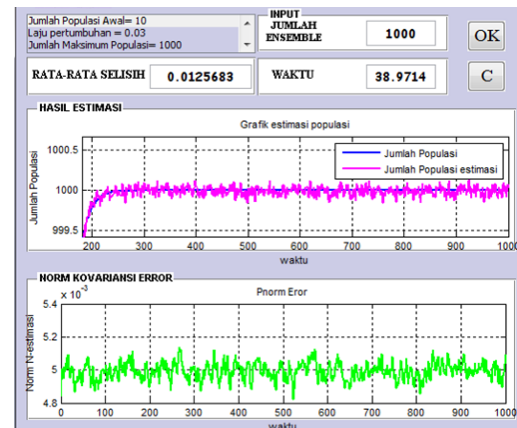 Jumlah Populasi Awal= 10
Laju pertumbuhan = 0.03
Jumlah Maksimum Populasi= 1000
INPUT
JUMLAH
ENSEMBLE
1000
OK
RATA-RATA SELISIH
0.0125683
WAKTU
38.9714
C
HASIL ESTIMASI
Grafik estimasi populasi
Jumlah Populasi
1000.5
1000
999.5
Jumlah Populasi
Jumlah Populasi estimasi
200 300 400 500 600 700 800 900 1000
waktu
NORM KOVARIANSI ERROR
x 10^-3
Pnorm Eror
Norm N-estimasi
5.4
5.2
5
4.8
0 100 200 300 400 500 600 700 800 900 1000
waktu